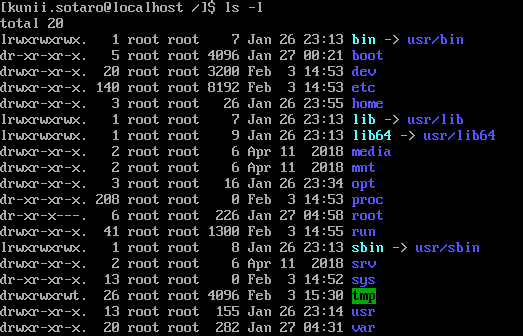 [kunii.sotaro@localhost /]$ ls -l
total 20
lrwxrwxrwx.   1 root root    7 Jan 26 23:13 bin -> usr/bin
dr-xr-xr-x.   5 root root 4096 Jan 27 00:21 boot
drwxr-xr-x.  20 root root 3200 Feb  3 14:53 dev
drwxr-xr-x. 140 root root 8192 Feb  3 14:53 etc
drwxr-xr-x.   3 root root   26 Jan 26 23:55 home
lrwxrwxrwx.   1 root root    7 Jan 26 23:13 lib -> usr/lib
lrwxrwxrwx.   1 root root    9 Jan 26 23:13 lib64 -> usr/lib64
drwxr-xr-x.   2 root root    6 Apr 11  2018 media
drwxr-xr-x.   2 root root    6 Apr 11  2018 mnt
drwxr-xr-x.   3 root root   16 Jan 26 23:34 opt
dr-xr-xr-x. 208 root root    0 Feb  3 14:53 proc
dr-xr-x---.   6 root root  226 Jan 27 04:58 root
drwxr-xr-x.  41 root root 1300 Feb  3 14:55 run
lrwxrwxrwx.   1 root root    8 Jan 26 23:13 sbin -> usr/sbin
drwxr-xr-x.   2 root root    6 Apr 11  2018 srv
dr-xr-xr-x.  13 root root    0 Feb  3 14:52 sys
drwxrwxrwt.  26 root root 4096 Feb  3 15:30 tmp
drwxr-xr-x.  13 root root  155 Jan 26 23:14 usr
drwxr-xr-x.  20 root root  282 Jan 27 04:31 var